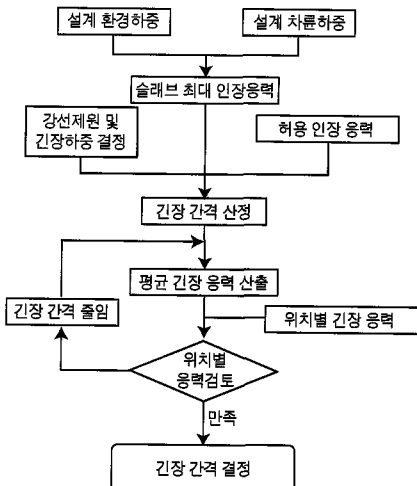 설계 환경하중
설계 차륜하중
슬래브 최대 인장응력
강선제원 및
긴장하중 결정
허용 인장 응력
긴장 간격 산정
평균 긴장 응력 산출
긴장 간격 줄임
위치별 긴장 응력
위치별
응력검토
만족
긴장 간격 결정